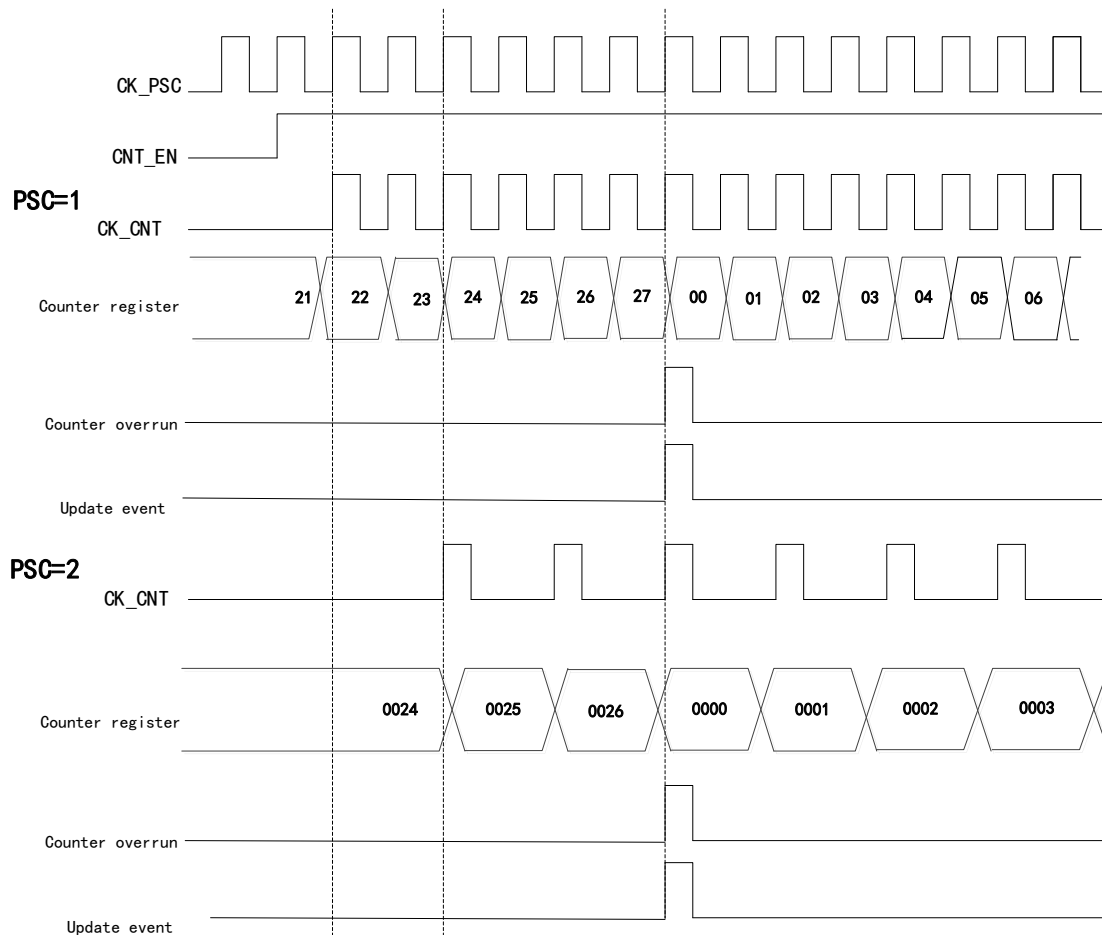 CK_PSC
CNT_EN
PSC=1
CK_CNT
Counter register 21 22 23 24 25 26 27 00 01 02 03 04 05 06
Counter overrun
Update event
PSC=2
CK_CNT
Counter register 0024 0025 0026 0000 0001 0002 0003
Counter overrun
Update event